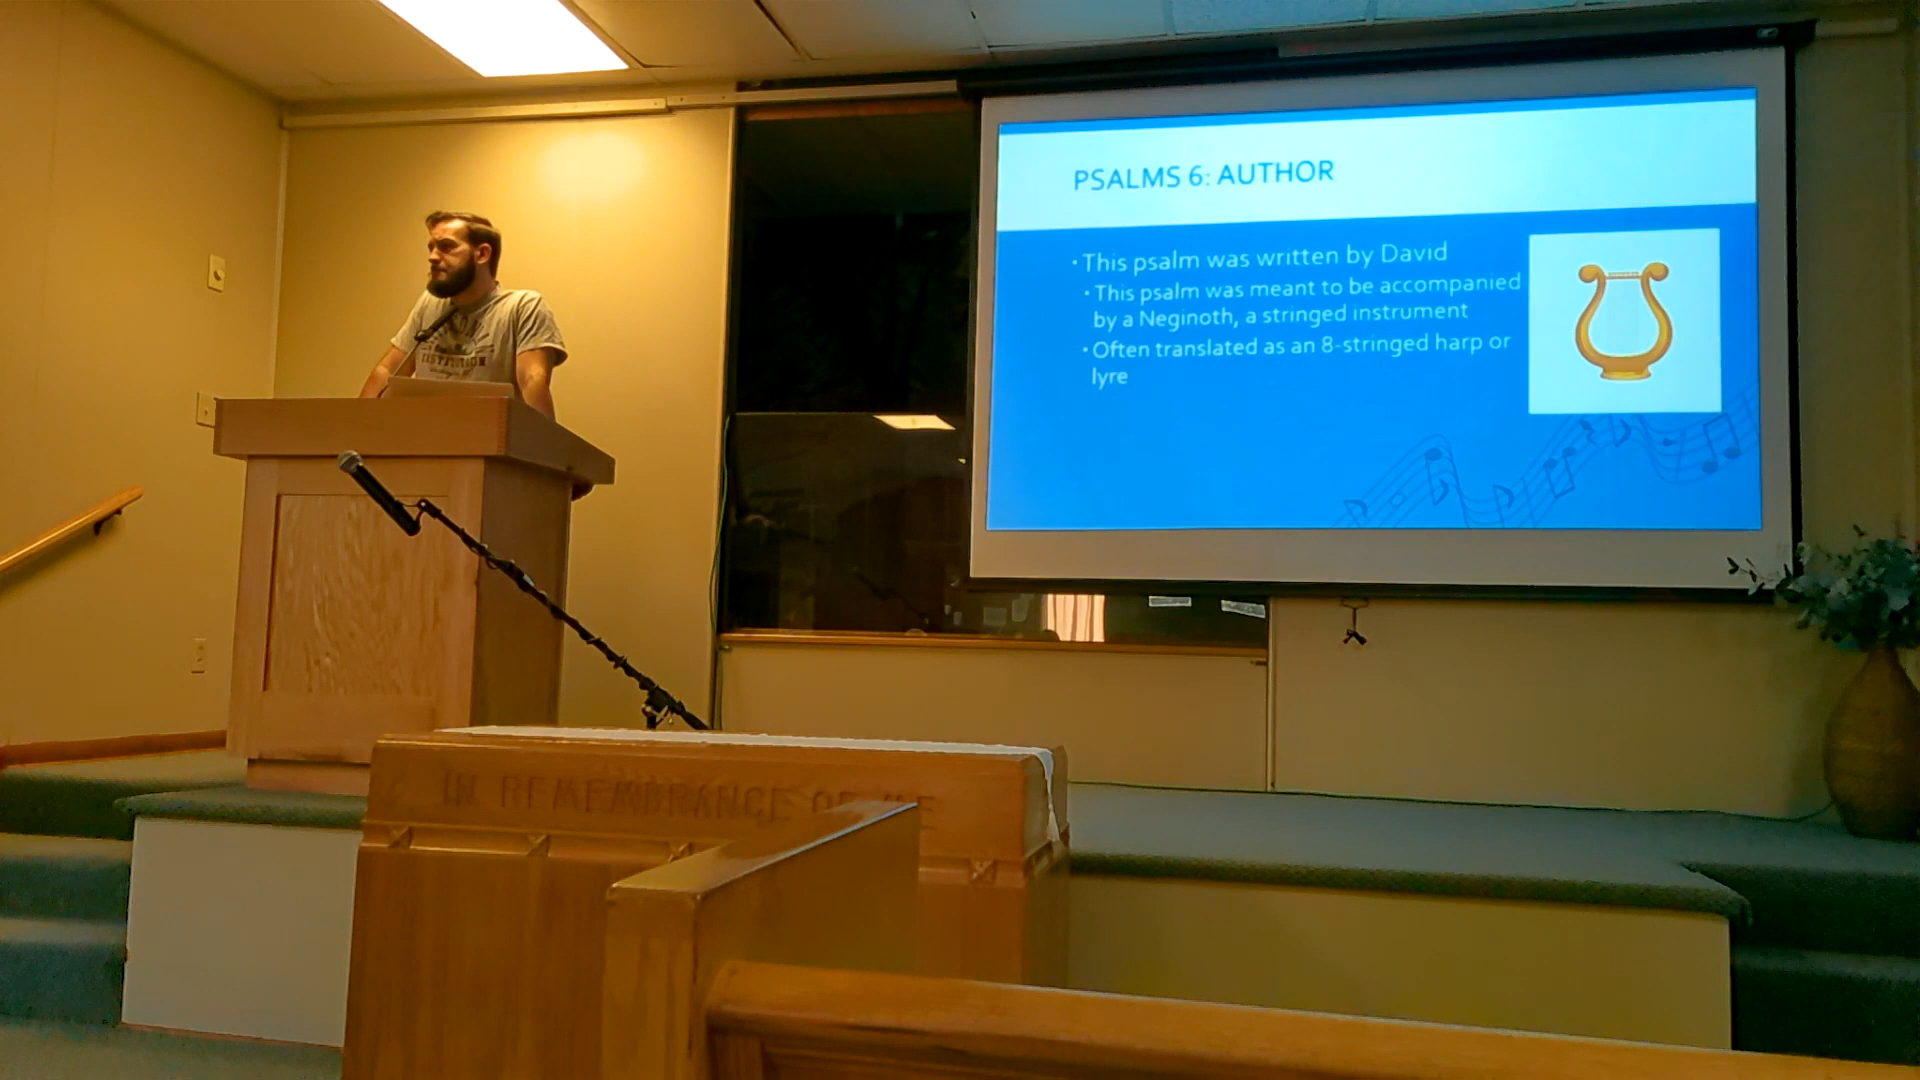 PSALMS 6: AUTHOR
• This psalm was written by David
• This psalm was meant to be accompanied
by a Neginoth, a stringed instrument
• Often translated as an 8-stringed harp or
lyre
INSTITUTION
IN REMEMBRANCE OF ME